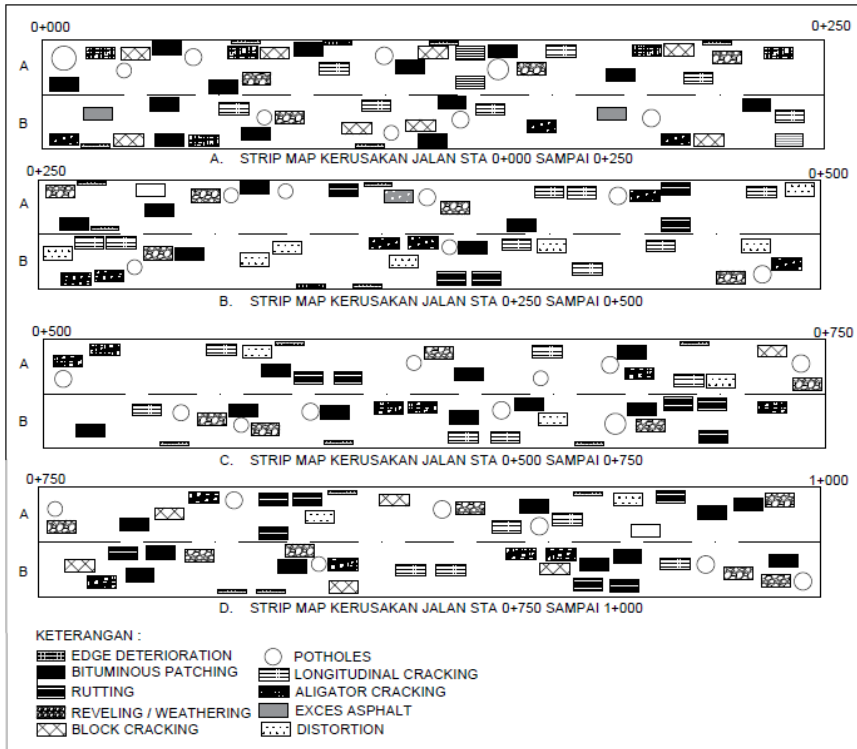 0+000 0+250
A
B
A. STRIP MAP KERUSAKAN JALAN STA 0+000 SAMPAI 0+250
0+250 0+500
A
B
B. STRIP MAP KERUSAKAN JALAN STA 0+250 SAMPAI 0+500
0+500 0+750
A
B
C. STRIP MAP KERUSAKAN JALAN STA 0+500 SAMPAI 0+750
0+750 1+000
A
B
D. STRIP MAP KERUSAKAN JALAN STA 0+750 SAMPAI 1+000
KETERANGAN :
EDGE DETERIORATION POTHOLES
BITUMINOUS PATCHING LONGITUDINAL CRACKING
RUTTING ALIGATOR CRACKING
REVELING / WEATHERING EXCES ASPHALT
BLOCK CRACKING DISTORTION